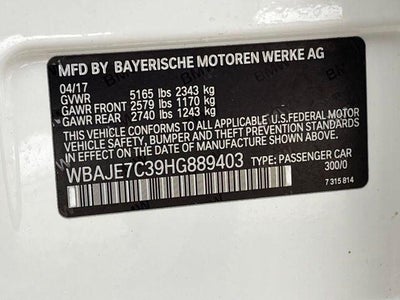 MFD BY BAYERISCHE MOTOREN WERKE AG
04/17
GVWR 5165 lbs 2343 kg
GAWR FRONT 2579 lbs 1170 kg
GAWR REAR 2740 lbs 1243 kg
THIS VEHICLE CONFORMS TO ALL APPLICABLE U.S.FEDERAL MOTOR
VEHICLE SAFETY, BUMPER, AND THEFT PREVENTION STANDARDS
IN EFFECT ON THE DATE OF MANUFACTURE SHOWN ABOVE.
WBAJE7C39HG889403 TYPE: PASSENGER CAR
300/0
7 315 814